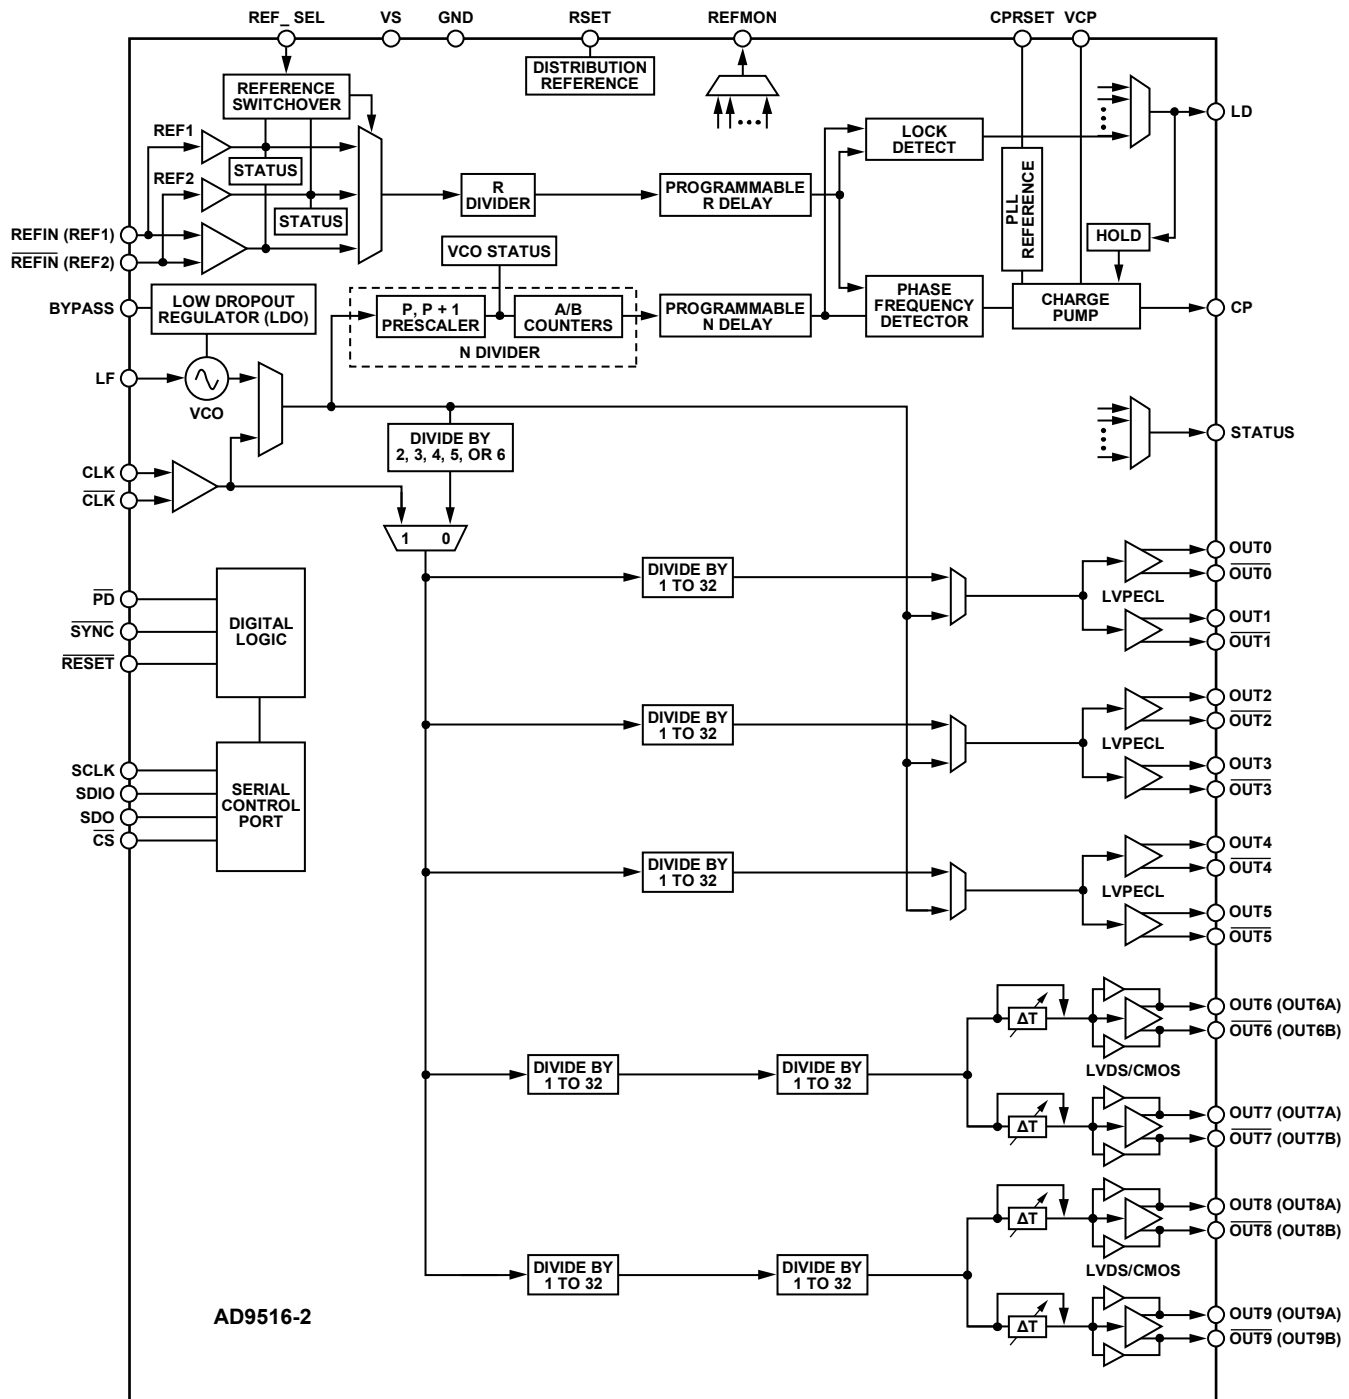 REF_ SEL
VS
GND
RSET
REFMON
CPRSET
VCP
DISTRIBUTION
REFERENCE
REFERENCE
SWITCHOVER
REF1
STATUS
REF2
STATUS
REFIN (REF1)
REFIN (REF2)
R
DIVIDER
PROGRAMMABLE
R DELAY
LOCK
DETECT
PLL
REFERENCE
LD
HOLD
VCO STATUS
BYPASS
LOW DROPOUT
REGULATOR (LDO)
P, P + 1
PRESCALER
A/B
COUNTERS
N DIVIDER
PROGRAMMABLE
N DELAY
PHASE
FREQUENCY
DETECTOR
CHARGE
PUMP
CP
LF
VCO
DIVIDE BY
2, 3, 4, 5, OR 6
STATUS
CLK
CLK
1 0
PD
SYNC
RESET
DIGITAL
LOGIC
DIVIDE BY
1 TO 32
LVPECL
OUT0
OUT0
OUT1
OUT1
DIVIDE BY
1 TO 32
LVPECL
OUT2
OUT2
OUT3
OUT3
SCLK
SDIO
SDO
CS
SERIAL
CONTROL
PORT
DIVIDE BY
1 TO 32
LVPECL
OUT4
OUT4
OUT5
OUT5
DIVIDE BY
1 TO 32
DIVIDE BY
1 TO 32
ΔT
OUT6 (OUT6A)
OUT6 (OUT6B)
LVDS/CMOS
ΔT
OUT7 (OUT7A)
OUT7 (OUT7B)
DIVIDE BY
1 TO 32
DIVIDE BY
1 TO 32
ΔT
OUT8 (OUT8A)
OUT8 (OUT8B)
LVDS/CMOS
ΔT
OUT9 (OUT9A)
OUT9 (OUT9B)
AD9516-2